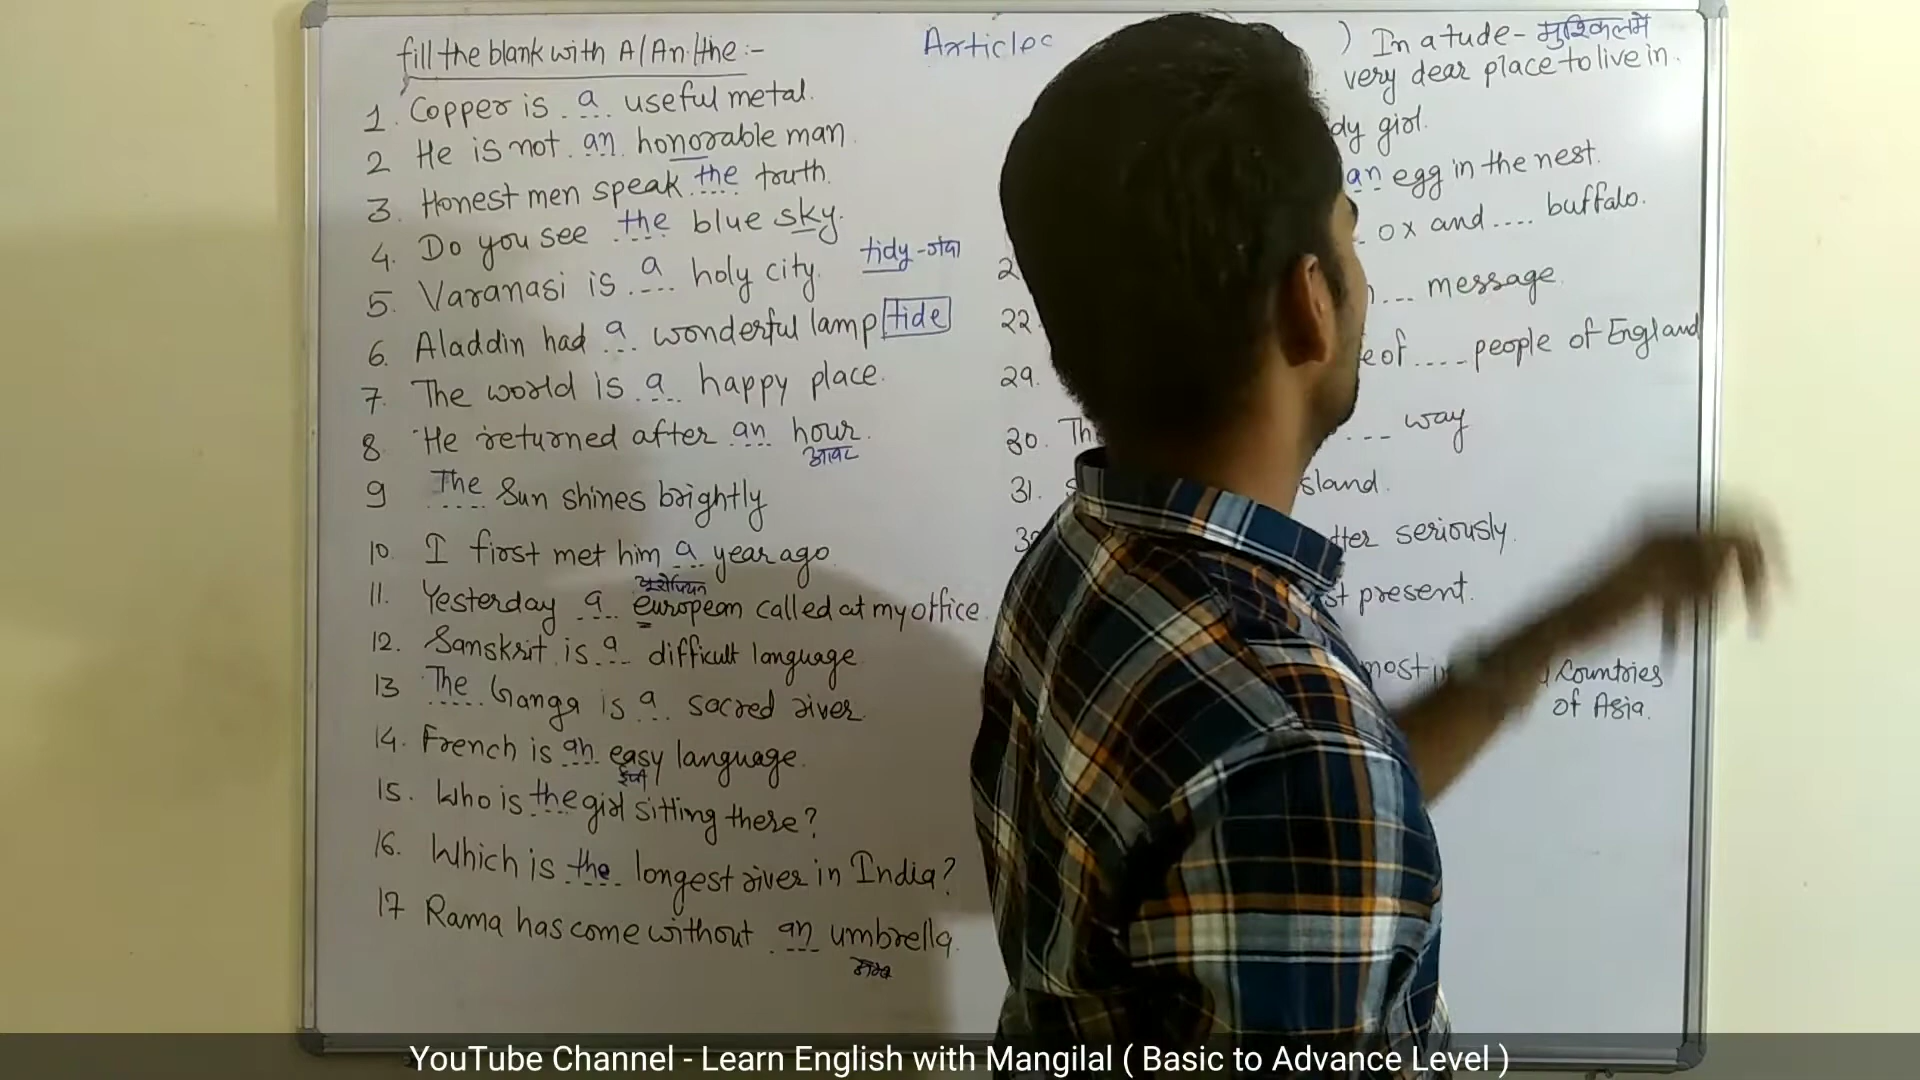 fill the blank with A/An/the :-
1. Copper is a useful metal.
2 He is not an honorable man.
3. Honest men speak the truth.
4. Do you see the blue sky.
5. Varanasi is a holy city.
tidy -
6. Aladdin had a wonderful lamp
tide
7. The world is a happy place.
8 He returned after an hour.
आवर
9 The Sun shines brightly
10. I first met him a year ago.
यूरोपियन
11. Yesterday a european called at my office.
12. Sanskrit is a difficult language
13 The Ganga is a sacred river.
14. French is an easy language.
ईजी
15. Who is the girl sitting there?
16. Which is the longest river in India?
17 Rama has come without an umbrella.
Articles
) In a tude - मुश्किल में
very dear place to live in.
dy girl.
an egg in the nest.
ox and .... buffalo.
2
... message
22.
e of .... people of England
29.
30. Th
... way
31.
sland.
3
tter seriously.
st present.
most
Countries
of Asia.
YouTube Channel - Learn English with Mangilal ( Basic to Advance Level )